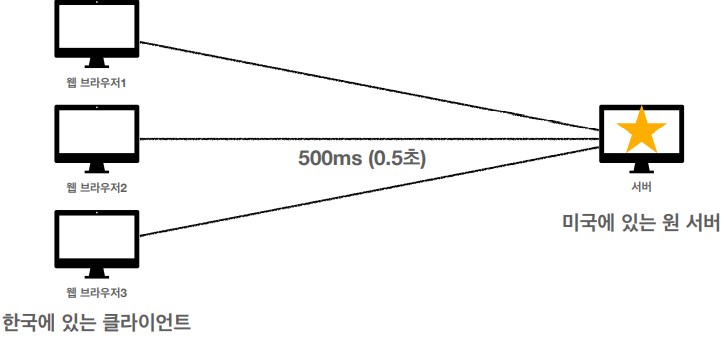 웹 브라우저1
웹 브라우저2
500ms (0.5초)
서버
미국에 있는 원 서버
웹 브라우저3
한국에 있는 클라이언트